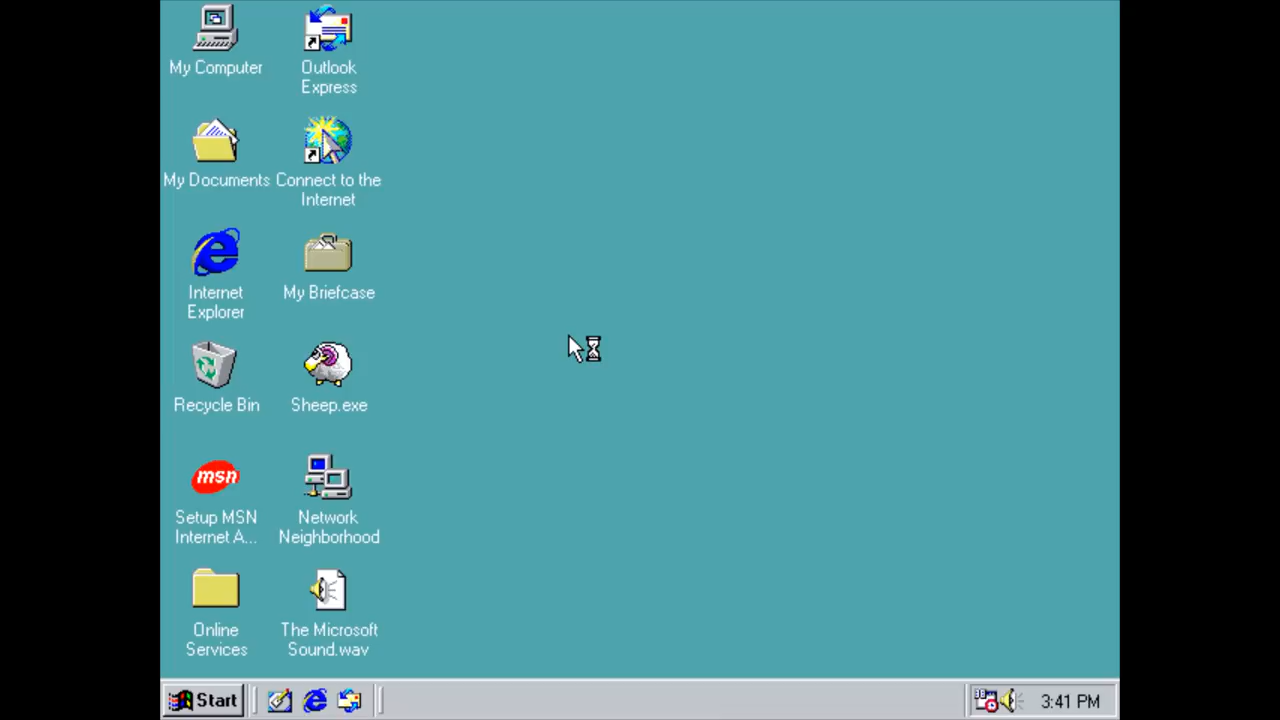 My Computer
Outlook
Express
My Documents
Connect to the
Internet
Internet
Explorer
My Briefcase
Recycle Bin
Sheep.exe
msn
Setup MSN
Internet A...
Network
Neighborhood
Online
Services
The Microsoft
Sound.wav
Start
3:41 PM